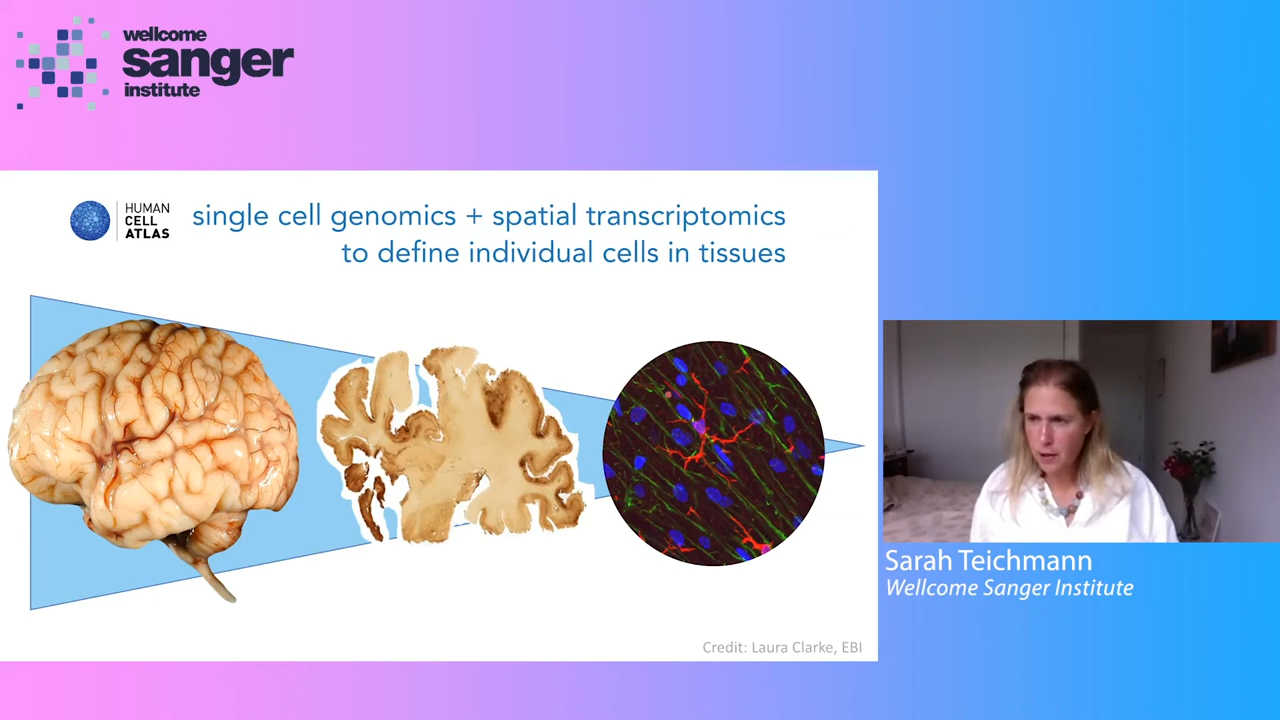 wellcome
sanger
institute
HUMAN
CELL
ATLAS
single cell genomics + spatial transcriptomics
to define individual cells in tissues
Credit: Laura Clarke, EBI
Sarah Teichmann
Wellcome Sanger Institute